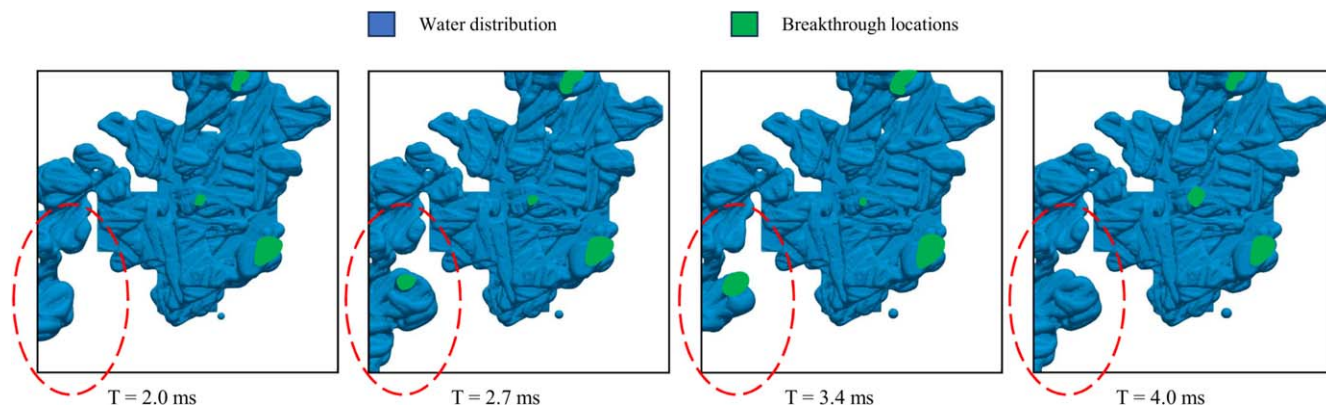 Water distribution
Breakthrough locations
T = 2.0 ms
T = 2.7 ms
T = 3.4 ms
T = 4.0 ms